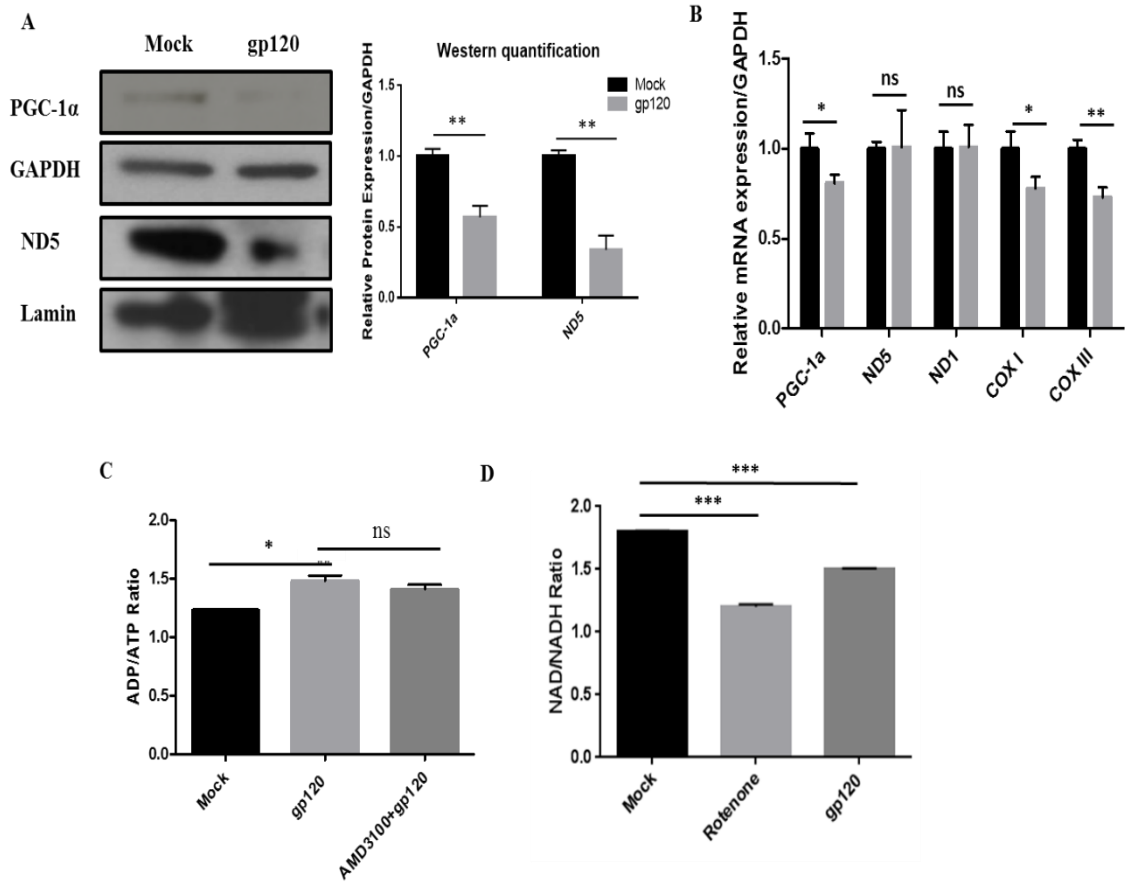 A
Mock gp120
PGC-1α
GAPDH
ND5
Lamin
Western quantification
Mock
gp120
Relative Protein Expression/GAPDH
1.5
1.0
0.5
0.0
**
**
PGC-1a
ND5
B
Relative mRNA expression/GAPDH
1.5
1.0
0.5
0.0
*
ns
ns
*
**
PGC-1a
ND5
ND1
COX I
COX III
C
ADP/ATP Ratio
2.0
1.5
1.0
0.5
0.0
*
ns
Mock
gp120
AMD3100+gp120
D
NAD/NADH Ratio
2.0
1.5
1.0
0.5
0.0
***
***
Mock
Rotenone
gp120